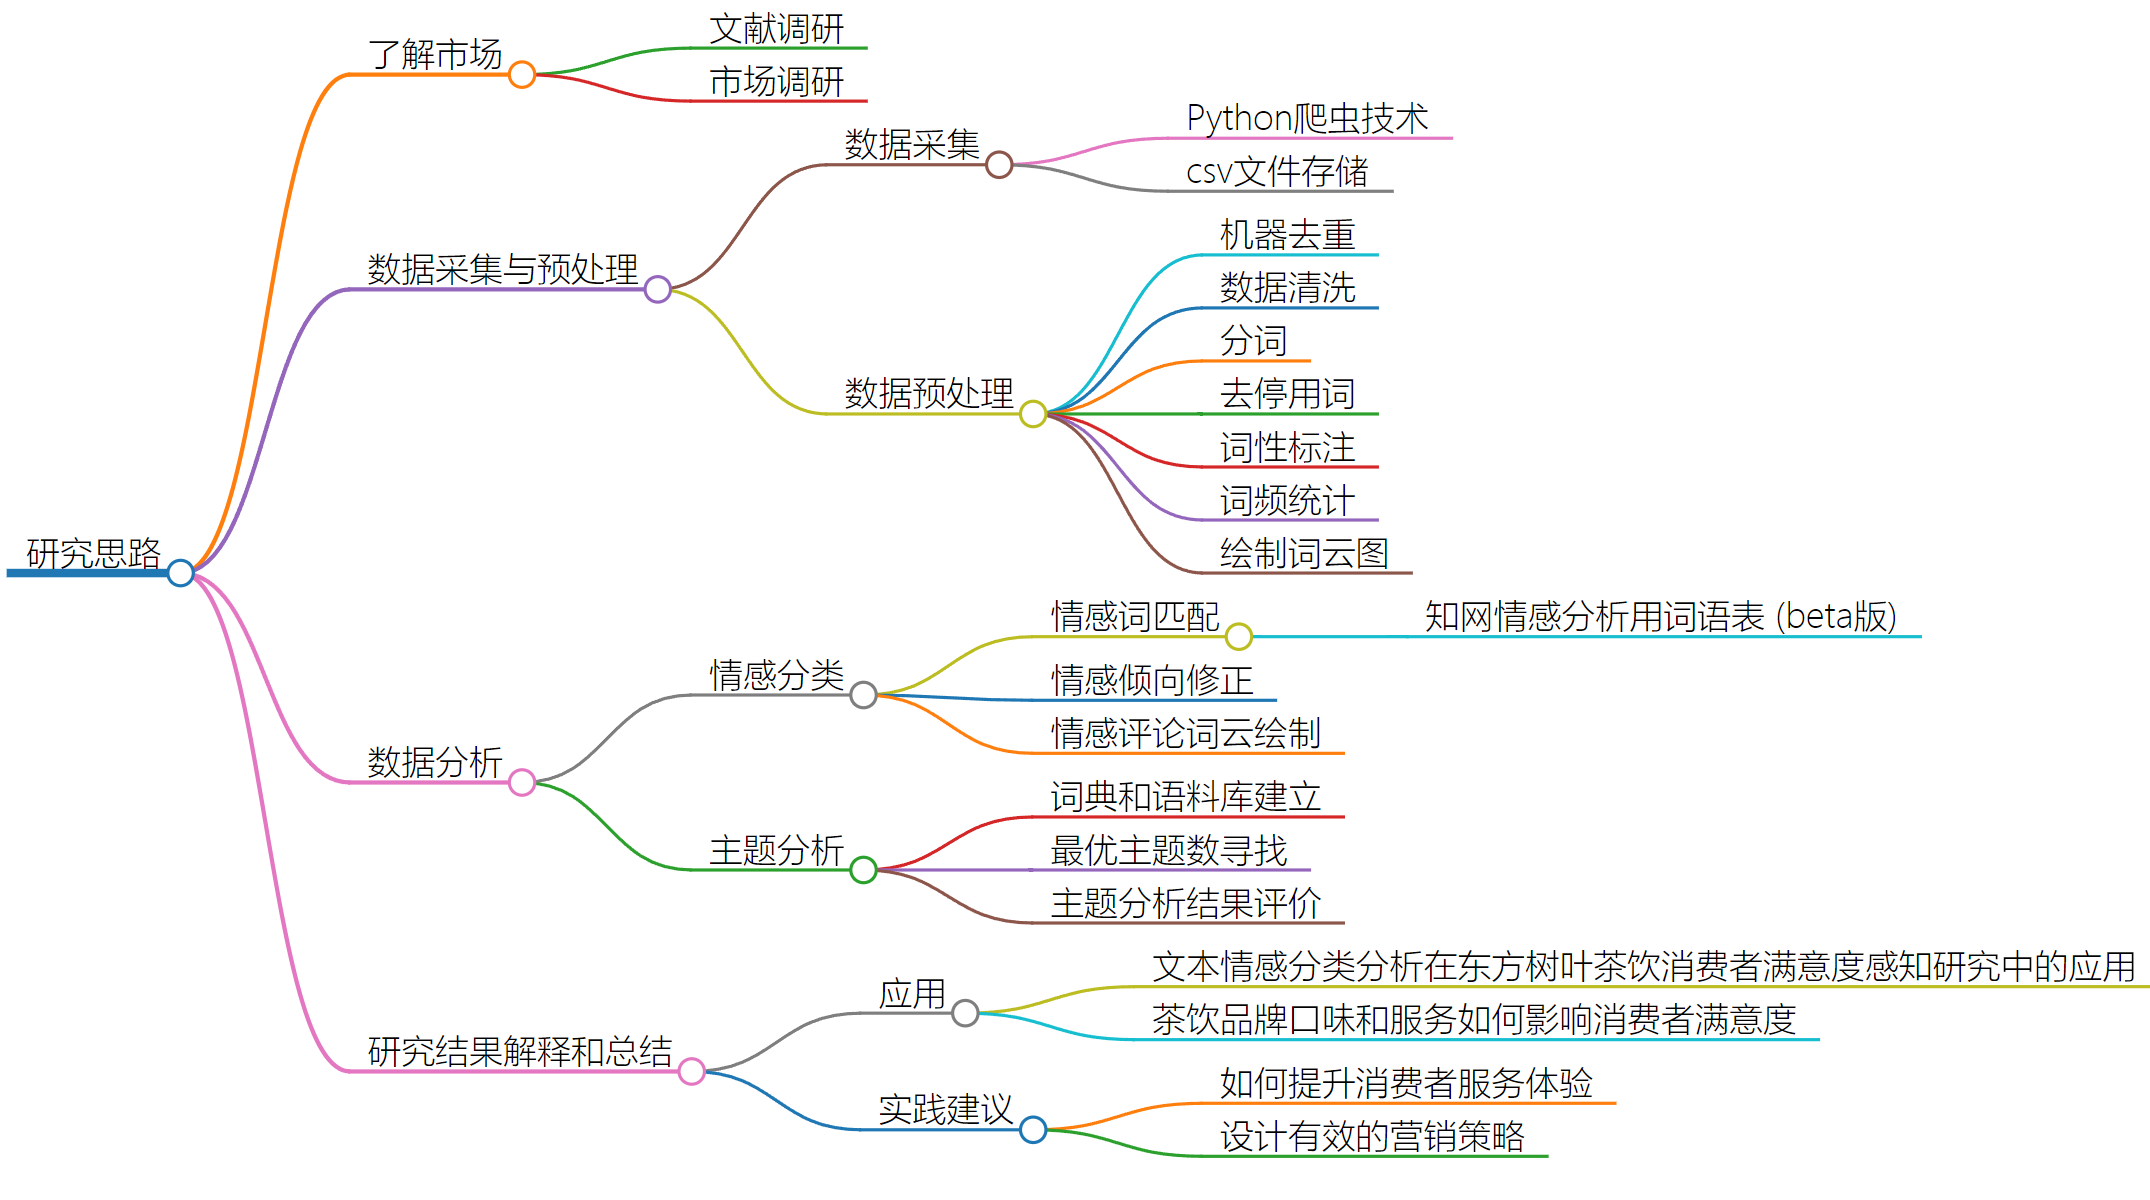 研究思路
了解市场
文献调研
市场调研
数据采集与预处理
数据采集
Python爬虫技术
csv文件存储
数据预处理
机器去重
数据清洗
分词
去停用词
词性标注
词频统计
绘制词云图
数据分析
情感分类
情感词匹配
知网情感分析用词语表 (beta版)
情感倾向修正
情感评论词云绘制
主题分析
词典和语料库建立
最优主题数寻找
主题分析结果评价
研究结果解释和总结
应用
文本情感分类分析在东方树叶茶饮消费者满意度感知研究中的应用
茶饮品牌口味和服务如何影响消费者满意度
实践建议
如何提升消费者服务体验
设计有效的营销策略